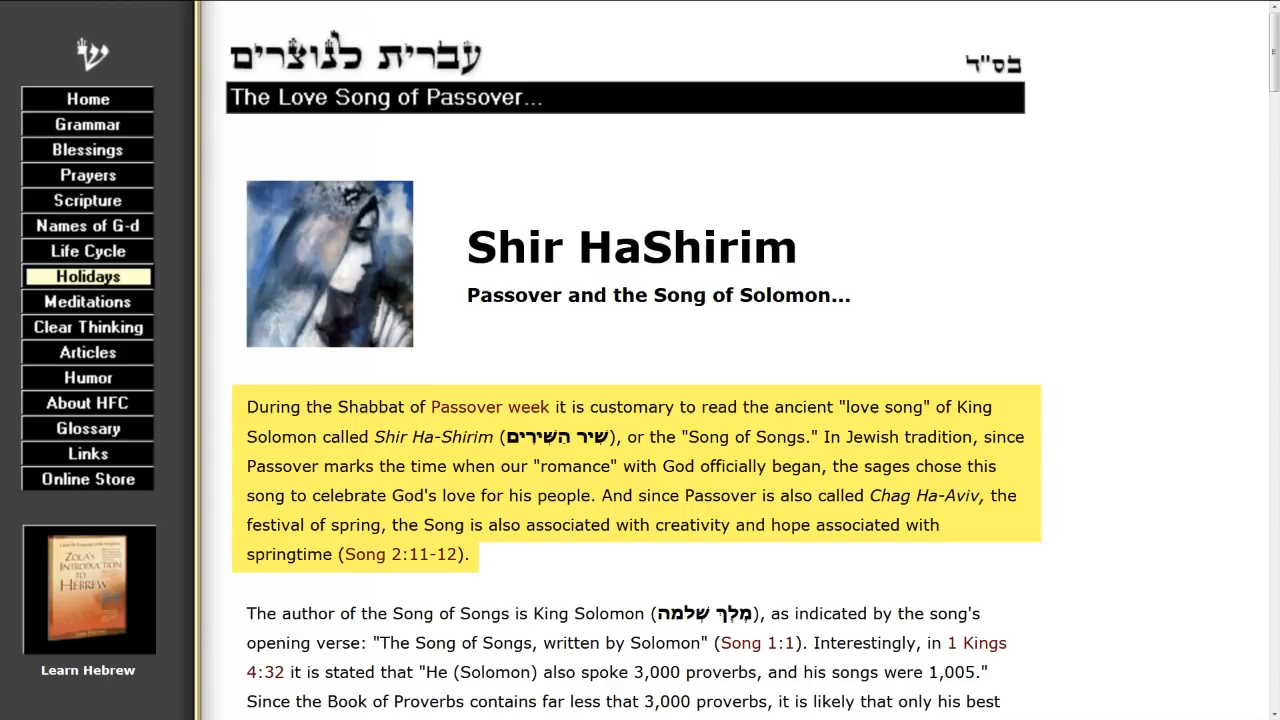 עברית לנוצרים
בס"ד
The Love Song of Passover...
Home
Grammar
Blessings
Prayers
Scripture
Names of G-d
Life Cycle
Holidays
Meditations
Clear Thinking
Articles
Humor
About HFC
Glossary
Links
Online Store
ZOLA'S
INTRODUCTION
TO
HEBREW
Learn Hebrew
Shir HaShirim
Passover and the Song of Solomon...
During the Shabbat of Passover week it is customary to read the ancient "love song" of King
Solomon called Shir Ha-Shirim (שִׁיר הַשִּׁירִים), or the "Song of Songs." In Jewish tradition, since
Passover marks the time when our "romance" with God officially began, the sages chose this
song to celebrate God's love for his people. And since Passover is also called Chag Ha-Aviv, the
festival of spring, the Song is also associated with creativity and hope associated with
springtime (Song 2:11-12).
The author of the Song of Songs is King Solomon (מֶלֶךְ שְׁלמֹה), as indicated by the song's
opening verse: "The Song of Songs, written by Solomon" (Song 1:1). Interestingly, in 1 Kings
4:32 it is stated that "He (Solomon) also spoke 3,000 proverbs, and his songs were 1,005."
Since the Book of Proverbs contains far less that 3,000 proverbs, it is likely that only his best